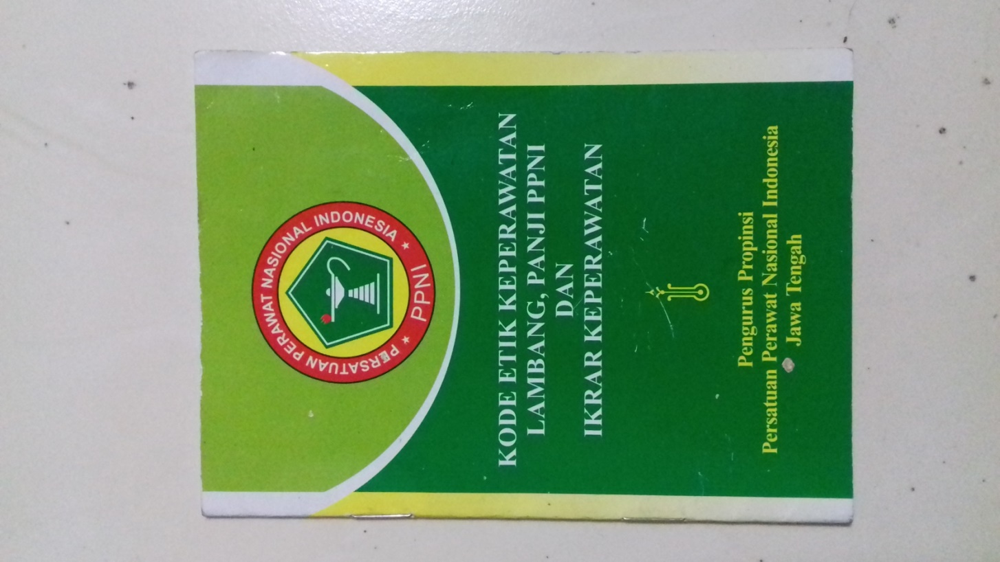 PERSATUAN PERAWAT NASIONAL INDONESIA
PPNI
KODE ETIK KEPERAWATAN
LAMBANG, PANJI PPNI
DAN
IKRAR KEPERAWATAN
Pengurus Propinsi
Persatuan Perawat Nasional Indonesia
Jawa Tengah